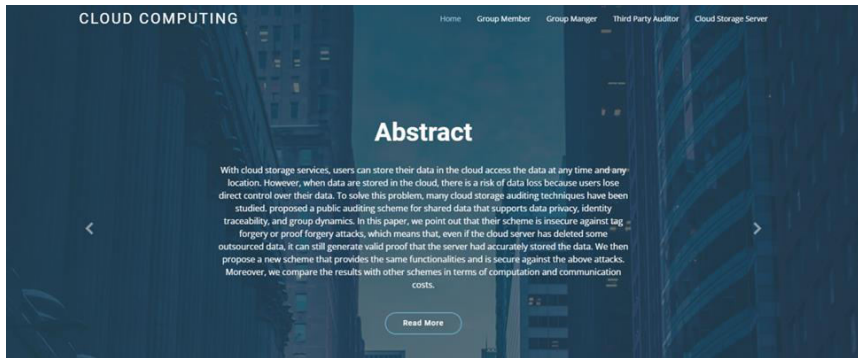 CLOUD COMPUTING
Home Group Member Group Manger Third Party Auditor Cloud Storage Server
Abstract
With cloud storage services, users can store their data in the cloud access the data at any time and any
location. However, when data are stored in the cloud, there is a risk of data loss because users lose
direct control over their data. To solve this problem, many cloud storage auditing techniques have been
studied. proposed a public auditing scheme for shared data that supports data privacy, identity
traceability, and group dynamics. In this paper, we point out that their scheme is insecure against tag
forgery or proof forgery attacks, which means that, even if the cloud server has deleted some
outsourced data, it can still generate valid proof that the server had accurately stored the data. We then
propose a new scheme that provides the same functionalities and is secure against the above attacks.
Moreover, we compare the results with other schemes in terms of computation and communication
costs.
Read More